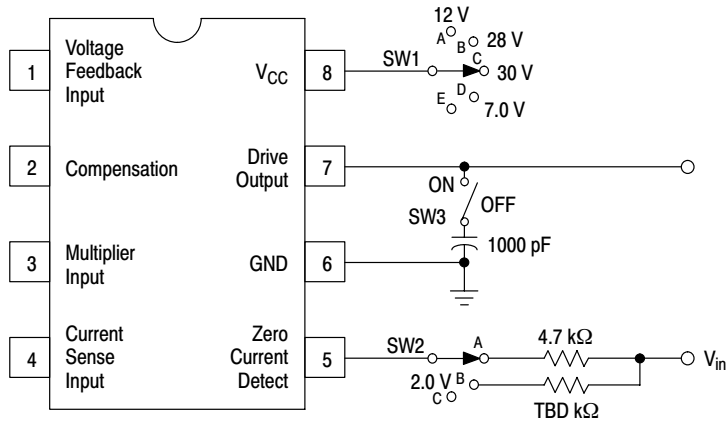 12 V
A
B
28 V
C
30 V
D
7.0 V
E
SW1
1
Voltage
Feedback
Input
VCC
8
2
Compensation
Drive
Output
7
ON
OFF
SW3
1000 pF
3
Multiplier
Input
GND
6
4
Current
Sense
Input
Zero
Current
Detect
5
SW2
A
4.7 kΩ
Vin
2.0 V
B
C
TBD kΩ